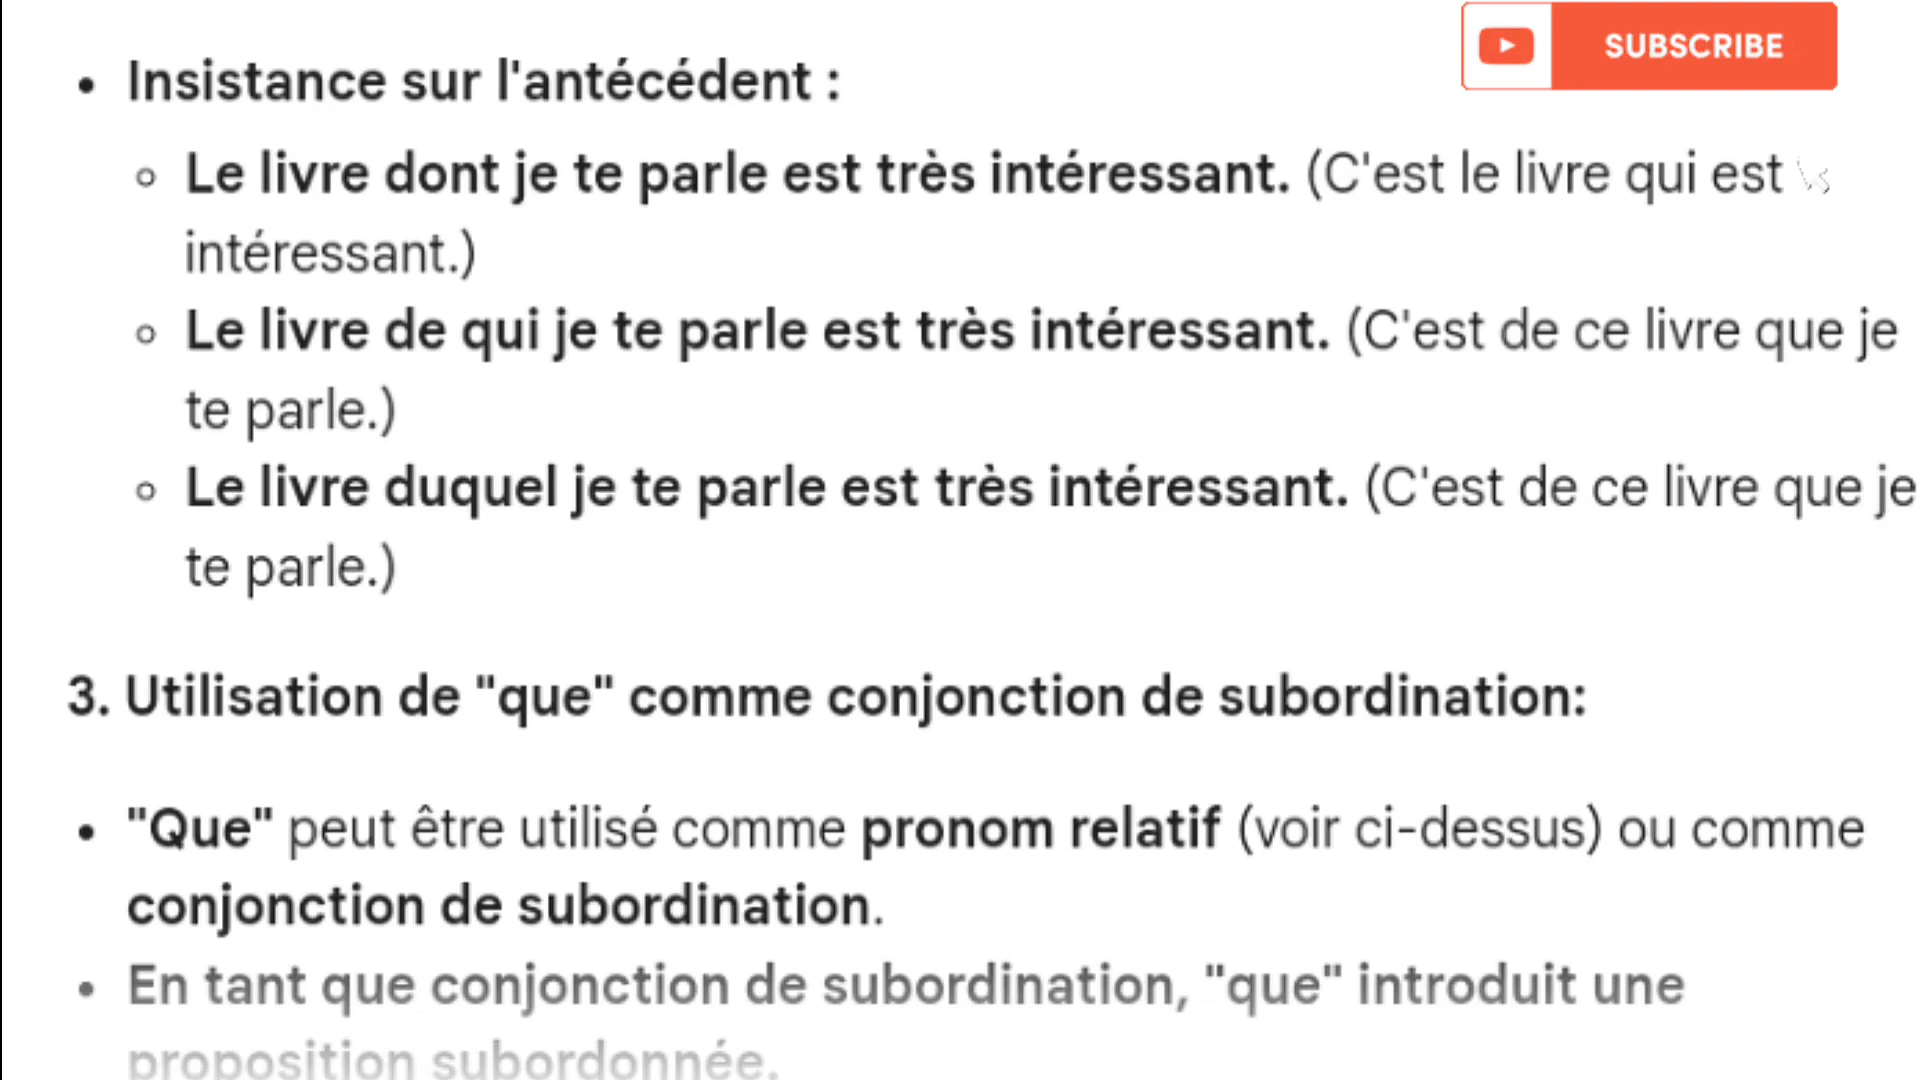 SUBSCRIBE
• Insistance sur l'antécédent :
◦ Le livre dont je te parle est très intéressant. (C'est le livre qui est
intéressant.)
◦ Le livre de qui je te parle est très intéressant. (C'est de ce livre que je
te parle.)
◦ Le livre duquel je te parle est très intéressant. (C'est de ce livre que je
te parle.)
3. Utilisation de "que" comme conjonction de subordination:
• "Que" peut être utilisé comme pronom relatif (voir ci-dessus) ou comme
conjonction de subordination.
• En tant que conjonction de subordination, "que" introduit une
proposition subordonnée.